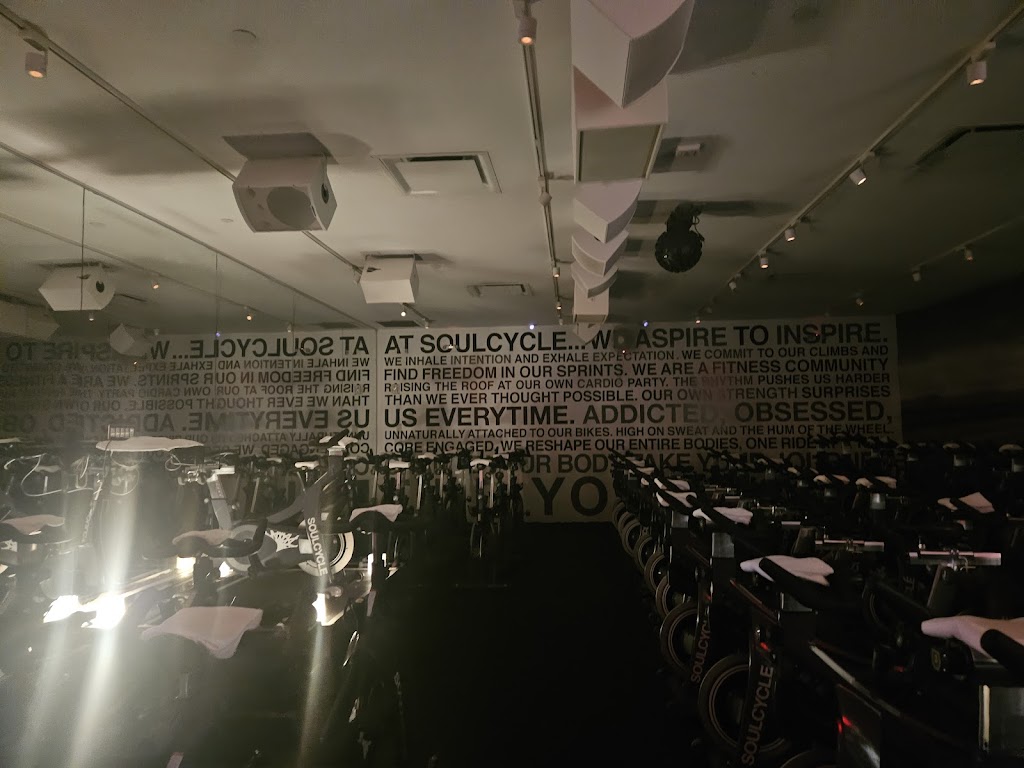 AT SOULCYCLE... WE ASPIRE TO INSPIRE.
WE INHALE INTENTION AND EXHALE EXPECTATION. WE COMMIT TO OUR CLIMBS AND
FIND FREEDOM IN OUR SPRINTS. WE ARE A FITNESS COMMUNITY
RAISING THE ROOF AT OUR OWN CARDIO PARTY. THE RHYTHM PUSHES US HARDER
THAN WE EVER THOUGHT POSSIBLE. OUR OWN STRENGTH SURPRISES
US EVERYTIME. ADDICTED, OBSESSED,
UNNATURALLY ATTACHED TO OUR BIKES. HIGH ON SWEAT AND THE HUM OF THE WHEEL.
CORE ENGAGED, WE RESHAPE OUR ENTIRE BODIES, ONE RIDE
BODY. TAKE YOUR
SOULCYCLE
SOULCYCLE
SOULCYCLE